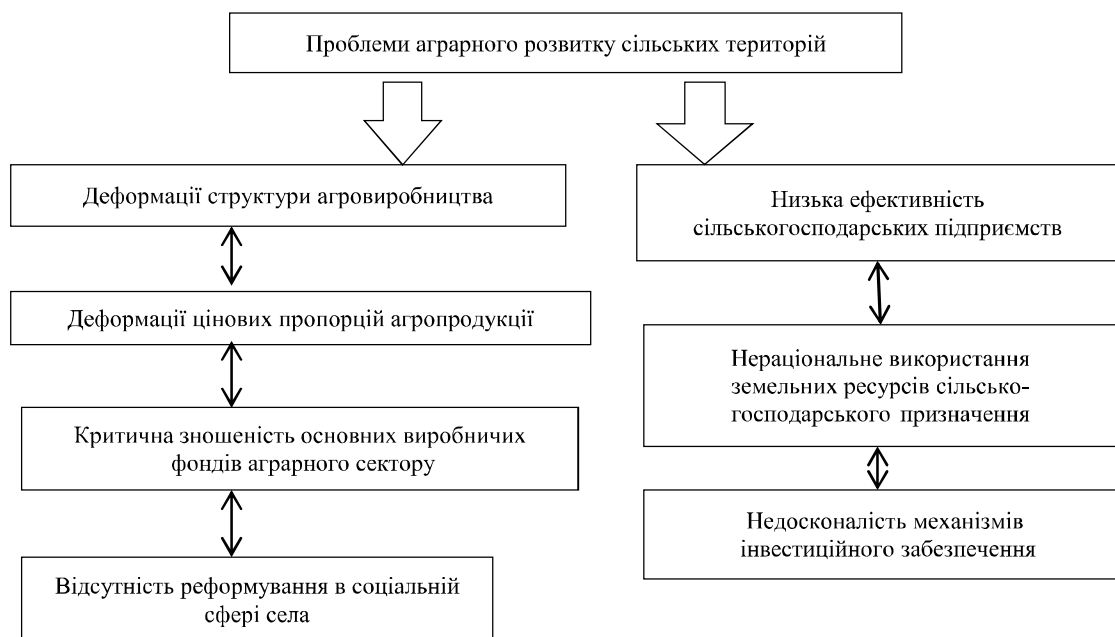 Проблеми аграрного розвитку сільських територій
Деформації структури агровиробництва
Деформації цінових пропорцій агропродукції
Критична зношеність основних виробничих
фондів аграрного сектору
Відсутність реформування в соціальній
сфері села
Низька ефективність
сільськогосподарських підприємств
Нераціональне використання
земельних ресурсів сільсько-
господарського призначення
Недосконалість механізмів
інвестиційного забезпечення